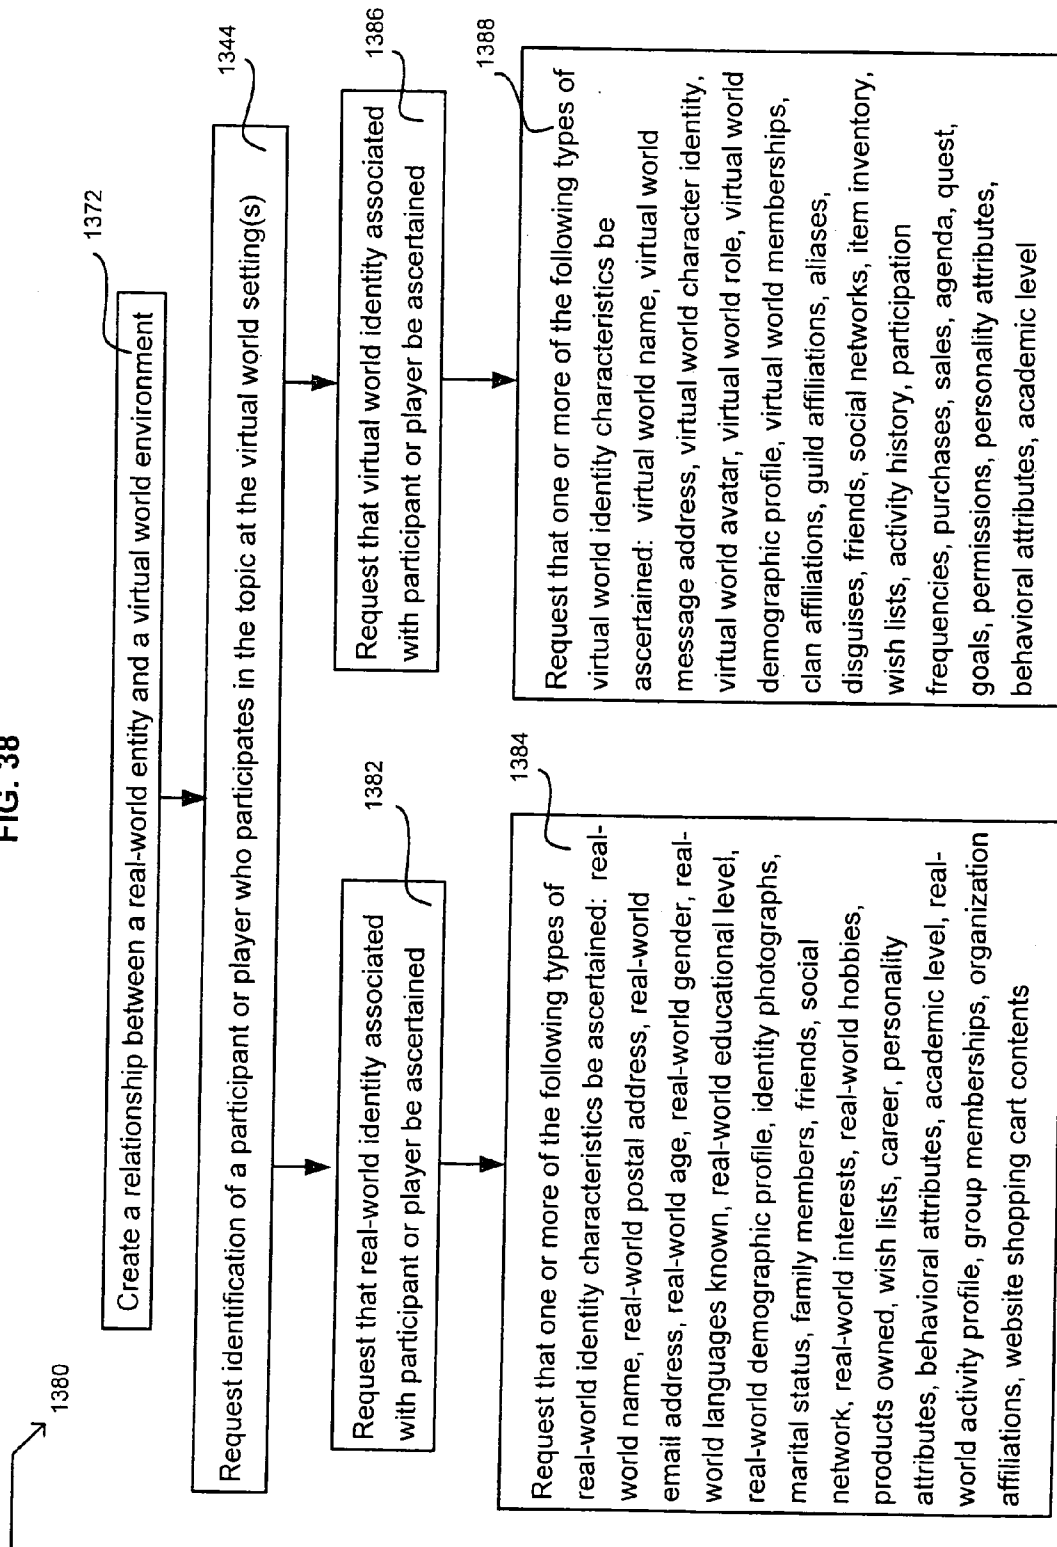 FIG. 38
1380
Create a relationship between a real-world entity and a virtual world environment
1372
Request identification of a participant or player who participates in the topic at the virtual world setting(s)
1344
Request that real-world identity associated
with participant or player be ascertained
1382
Request that virtual world identity associated
with participant or player be ascertained
1386
Request that one or more of the following types of
real-world identity characteristics be ascertained: real-
world name, real-world postal address, real-world
email address, real-world age, real-world gender, real-
world languages known, real-world educational level,
real-world demographic profile, identity photographs,
marital status, family members, friends, social
network, real-world interests, real-world hobbies,
products owned, wish lists, career, personality
attributes, behavioral attributes, academic level, real-
world activity profile, group memberships, organization
affiliations, website shopping cart contents
1384
Request that one or more of the following types of
virtual world identity characteristics be
ascertained: virtual world name, virtual world
message address, virtual world character identity,
virtual world avatar, virtual world role, virtual world
demographic profile, virtual world memberships,
clan affiliations, guild affiliations, aliases,
disguises, friends, social networks, item inventory,
wish lists, activity history, participation
frequencies, purchases, sales, agenda, quest,
goals, permissions, personality attributes,
behavioral attributes, academic level
1388